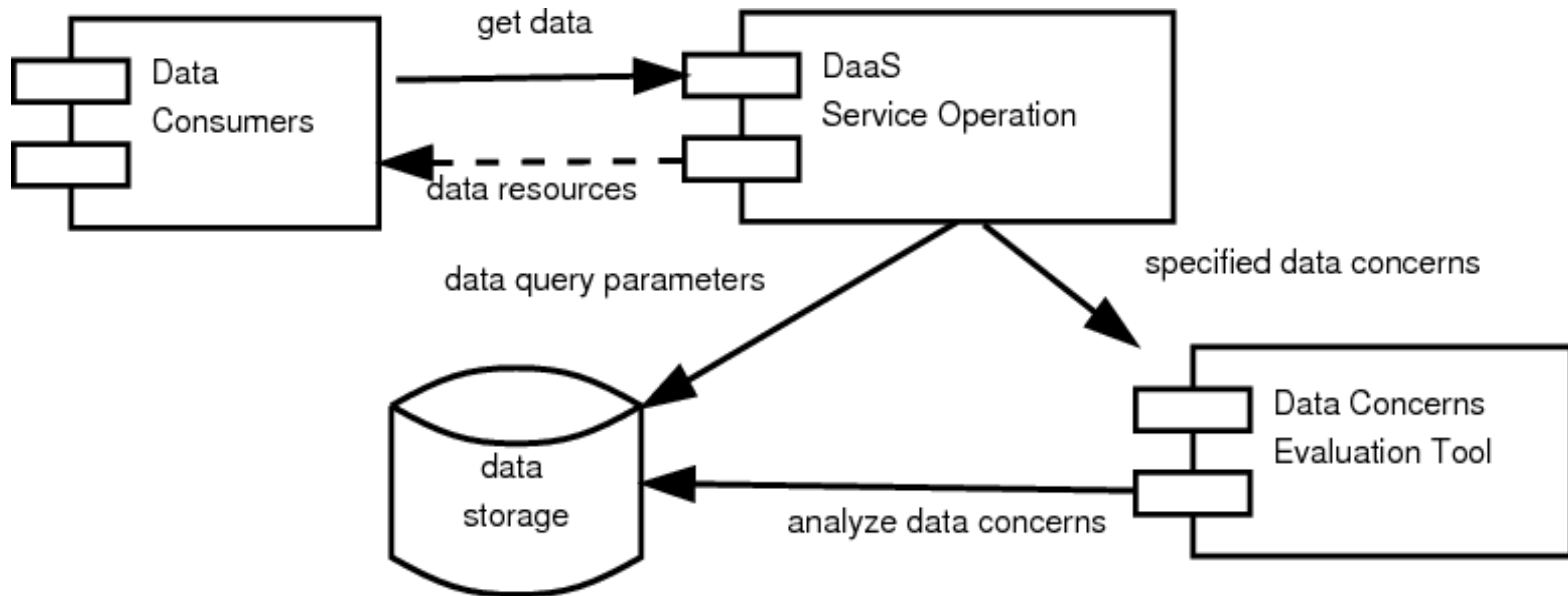 get data
Data
Consumers
DaaS
Service Operation
data resources
data query parameters
specified data concerns
data
storage
Data Concerns
Evaluation Tool
analyze data concerns